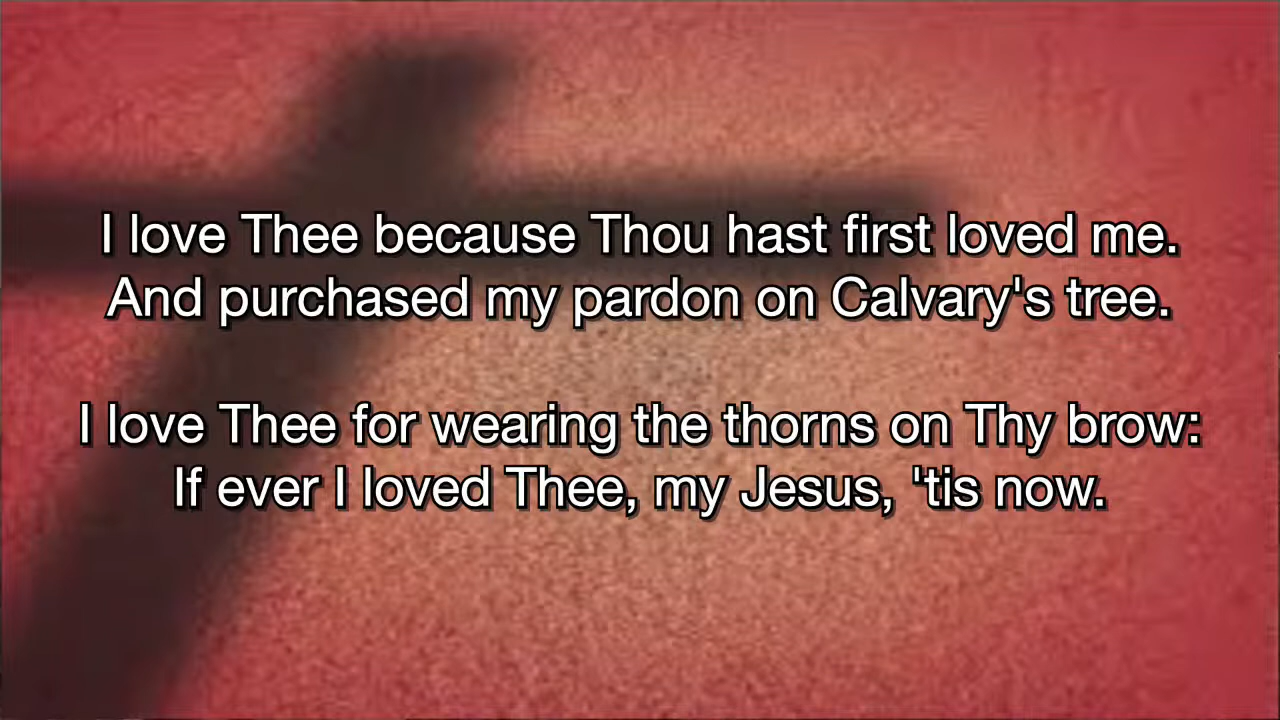 I love Thee because Thou hast first loved me.
And purchased my pardon on Calvary's tree.
I love Thee for wearing the thorns on Thy brow:
If ever I loved Thee, my Jesus, 'tis now.